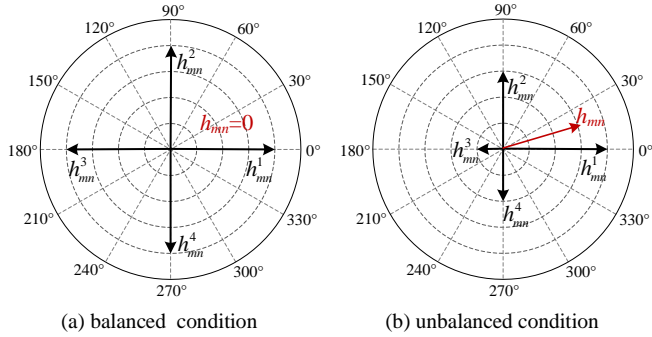 90° 90°
120° 60° 120° 60°
h²ₘₙ h²ₘₙ
150° 30° 150° 30°
hₘₙ=0 hₘₙ
180° 0° 180° h³ₘₙ 0°
h³ₘₙ h¹ₘₙ h¹ₘₙ
210° 330° 210° h⁴ₘₙ 330°
h⁴ₘₙ
240° 300° 240° 300°
270° 270°
(a) balanced condition (b) unbalanced condition